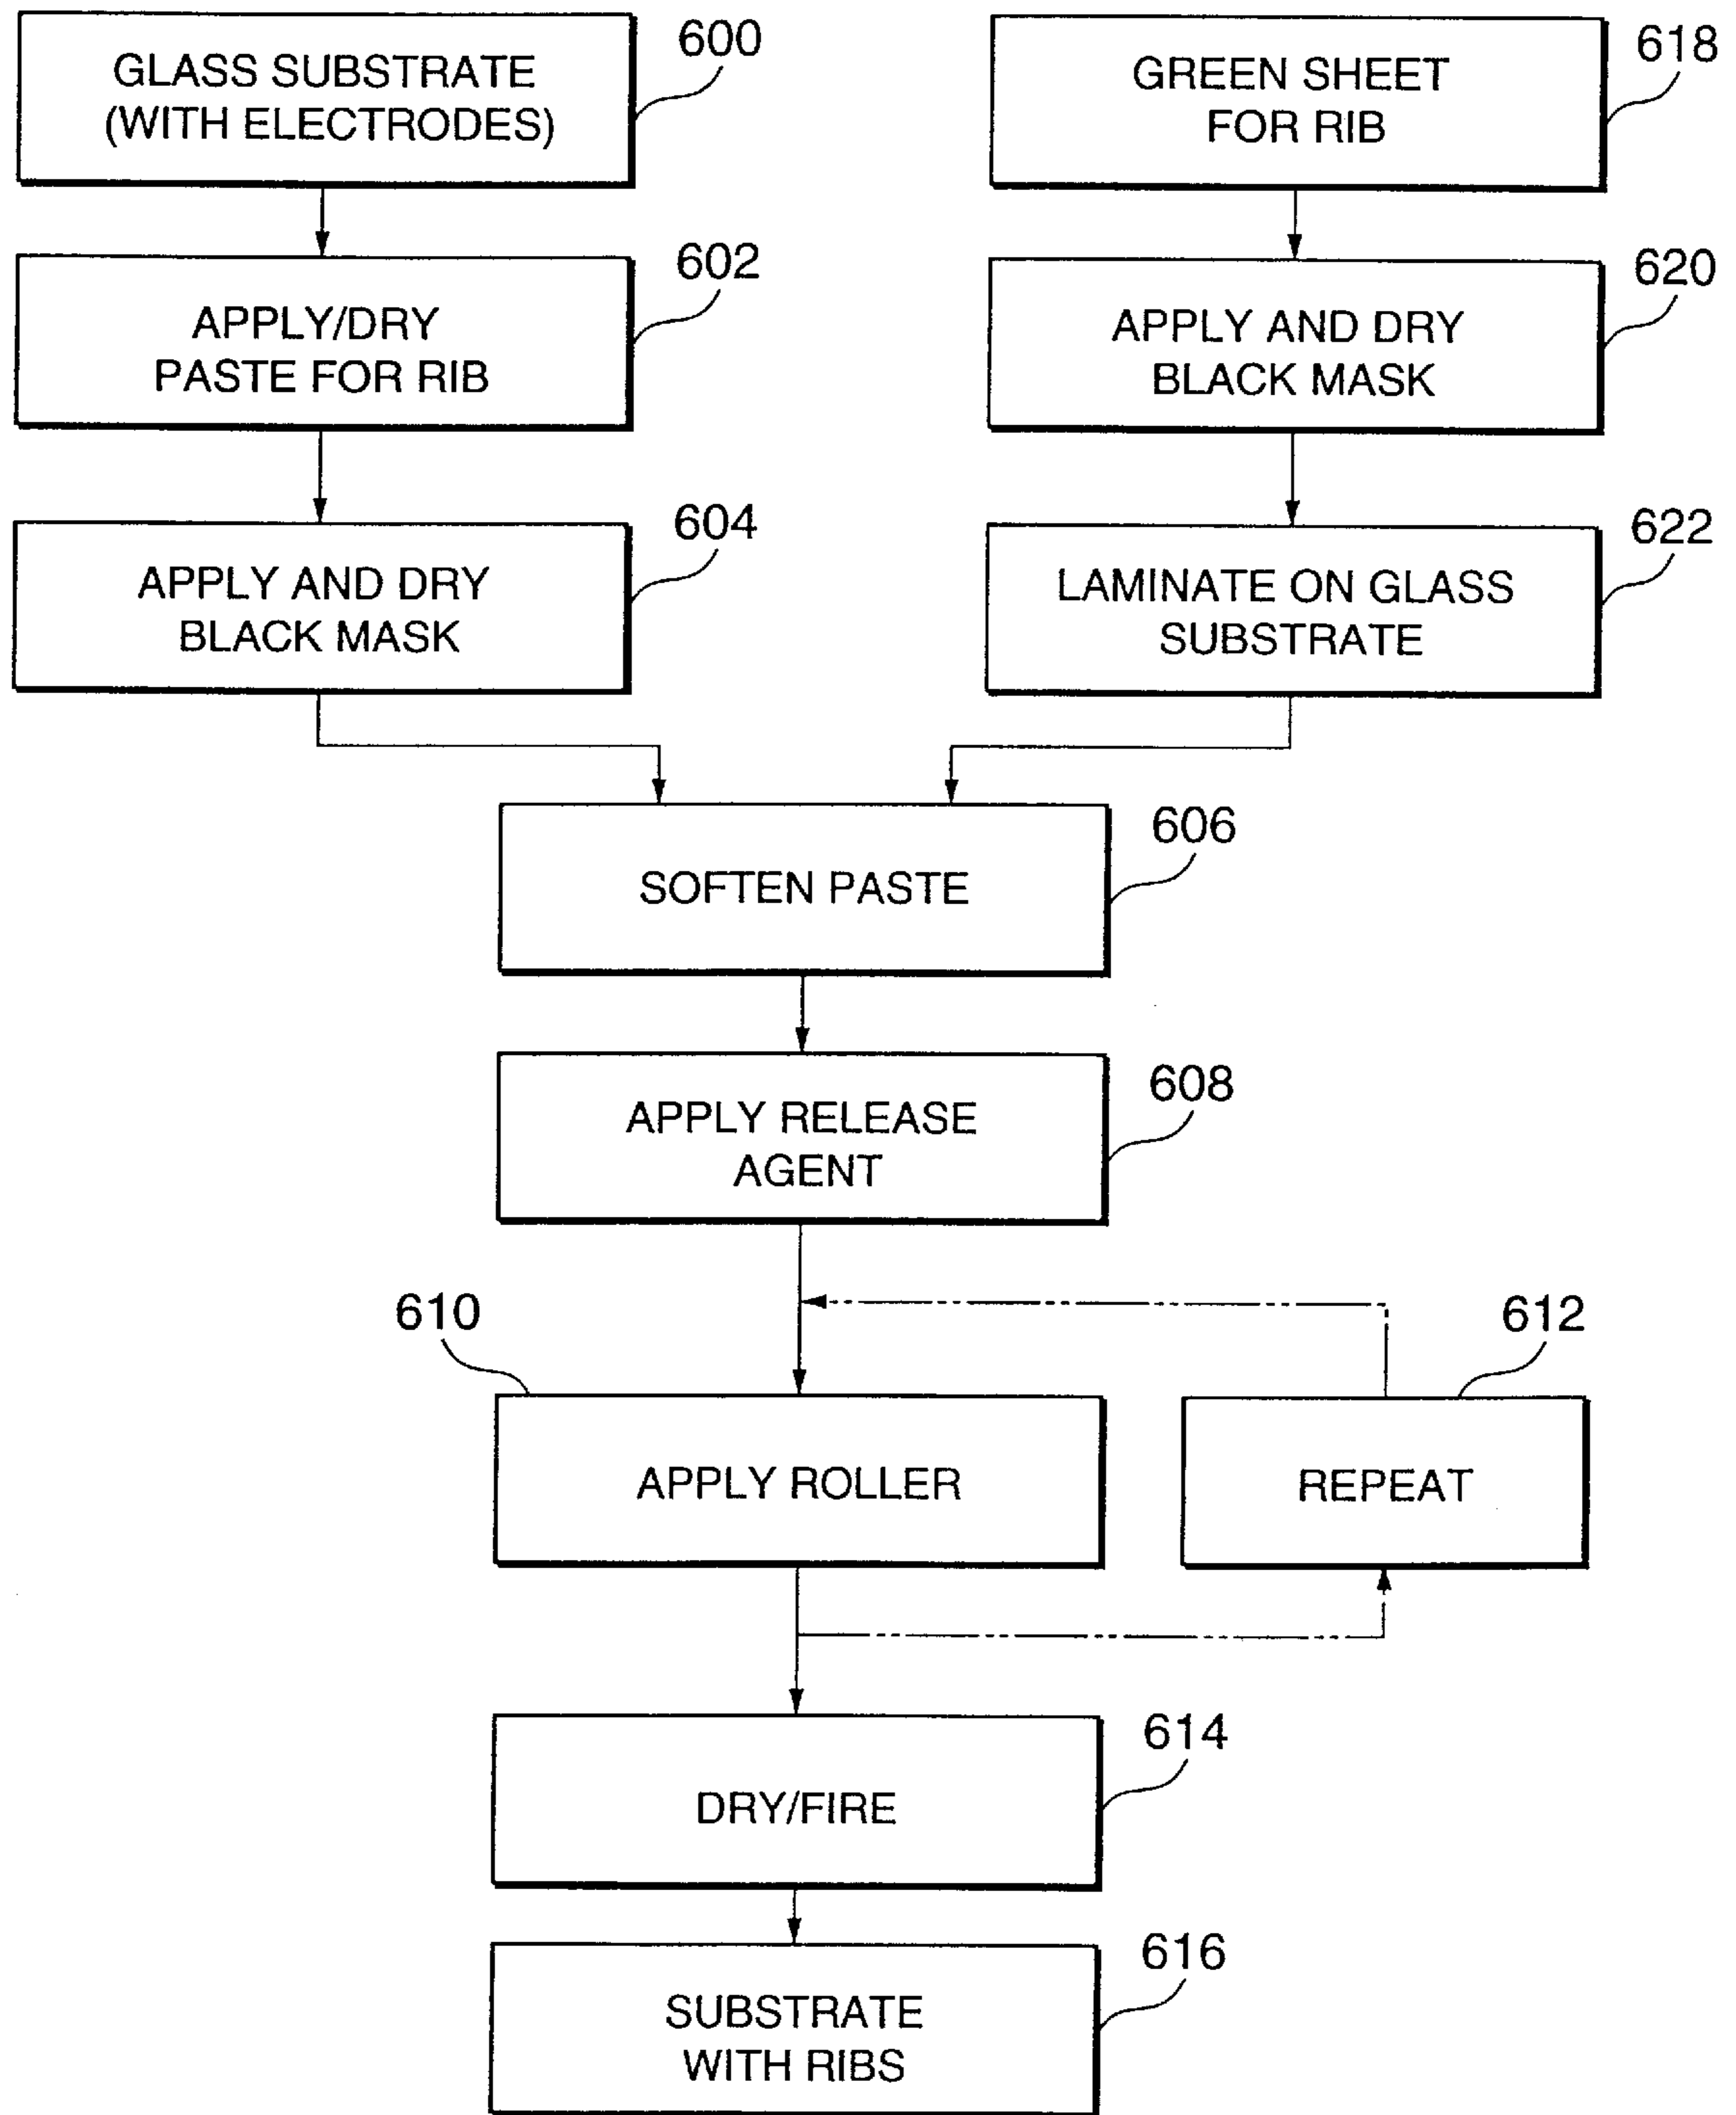 GLASS SUBSTRATE
(WITH ELECTRODES)
600
APPLY/DRY
PASTE FOR RIB
602
APPLY AND DRY
BLACK MASK
604
GREEN SHEET
FOR RIB
618
APPLY AND DRY
BLACK MASK
620
LAMINATE ON GLASS
SUBSTRATE
622
SOFTEN PASTE
606
APPLY RELEASE
AGENT
608
610
APPLY ROLLER
612
REPEAT
DRY/FIRE
614
SUBSTRATE
WITH RIBS
616